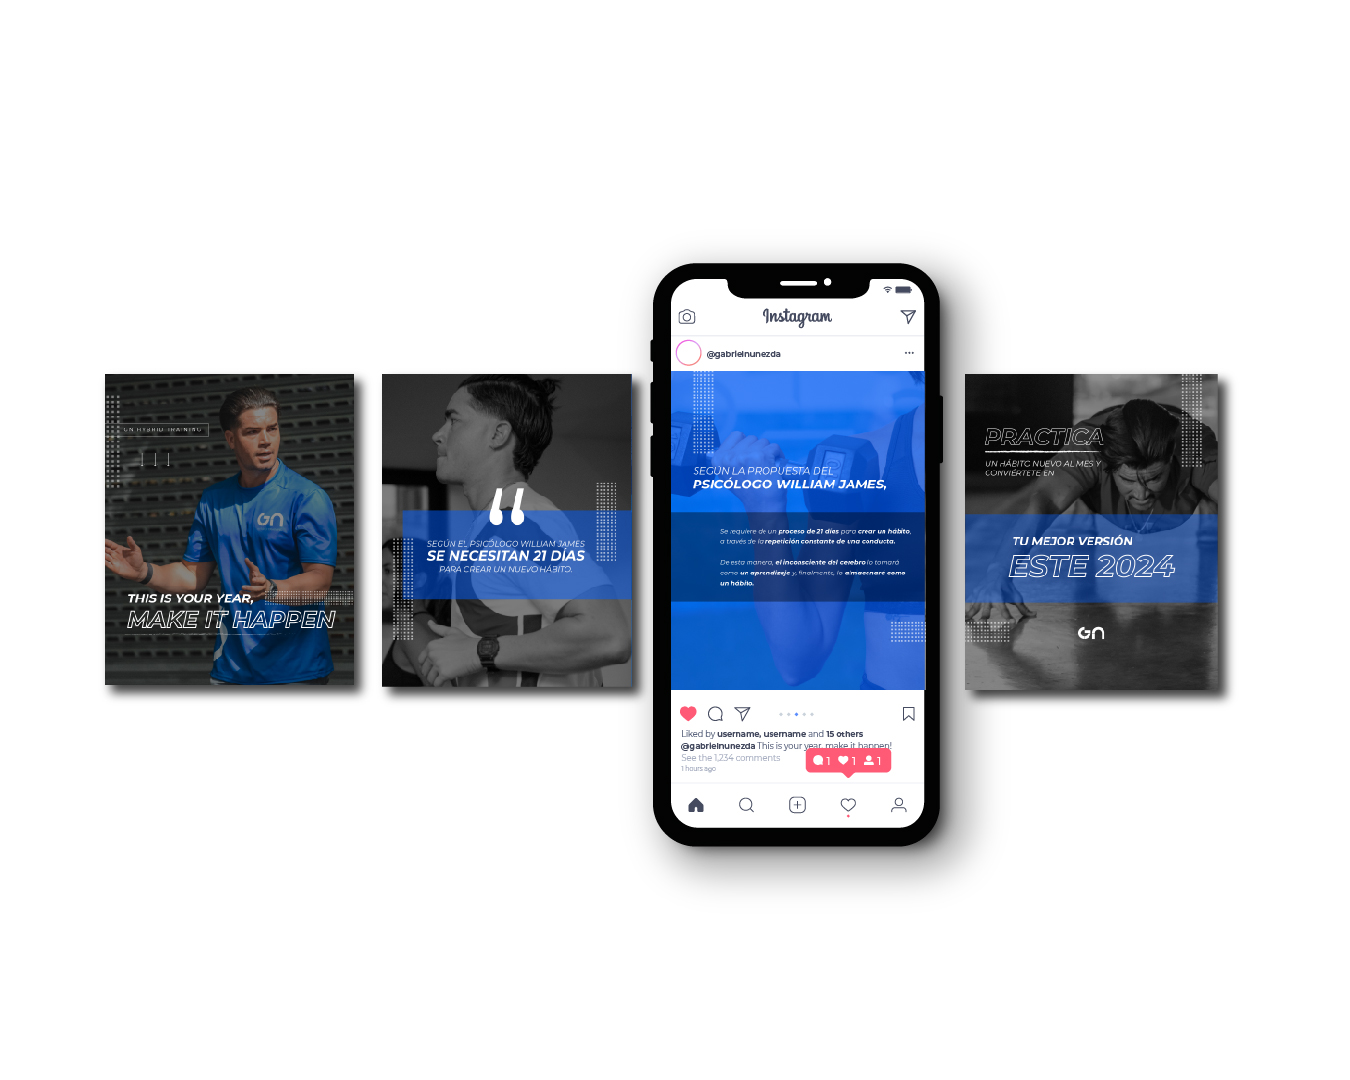 GN HYBRID TRAINING
GN
THIS IS YOUR YEAR,
MAKE IT HAPPEN
“
SEGÚN EL PSICÓLOGO WILLIAM JAMES
SE NECESITAN 21 DÍAS
PARA CREAR UN NUEVO HÁBITO.
Instagram
@gabrielnunezda
SEGÚN LA PROPUESTA DEL
PSICÓLOGO WILLIAM JAMES,
Se requiere de un proceso de 21 días para crear un hábito,
a través de la repetición constante de una conducta.
De esta manera, el inconsciente del cerebro lo tomará
como un aprendizaje y, finalmente, lo almacenare como
un hábito.
Liked by username, username and 15 others
@gabrielnunezda This is your year, make it happen!
See the 1,234 comments
1 hours ago
1 1 1
PRACTICA
UN HÁBITO NUEVO AL MES Y
CONVIÉRTETE EN
TU MEJOR VERSIÓN
ESTE 2024
GN